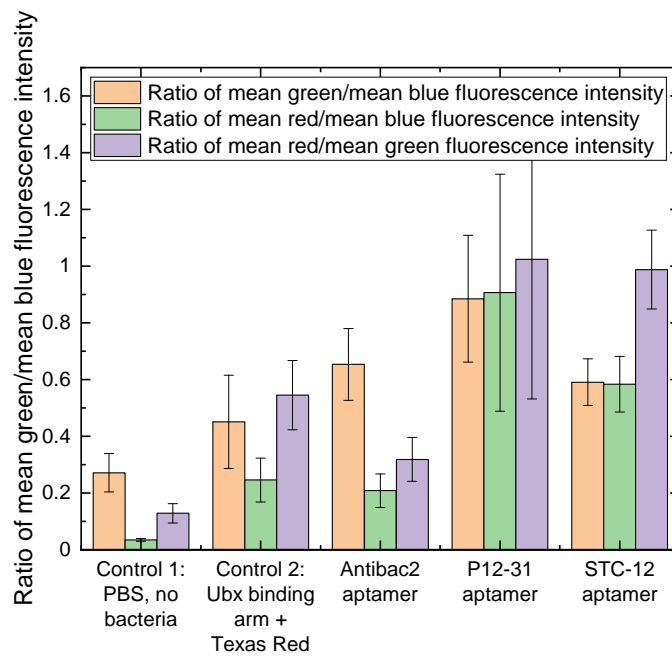 Ratio of mean green/mean blue fluorescence intensity
1.6
1.4
1.2
1
0.8
0.6
0.4
0.2
0
Ratio of mean green/mean blue fluorescence intensity
Ratio of mean red/mean blue fluorescence intensity
Ratio of mean red/mean green fluorescence intensity
Control 1:
PBS, no
bacteria
Control 2:
Ubx binding
arm +
Texas Red
Antibac2
aptamer
P12-31
aptamer
STC-12
aptamer